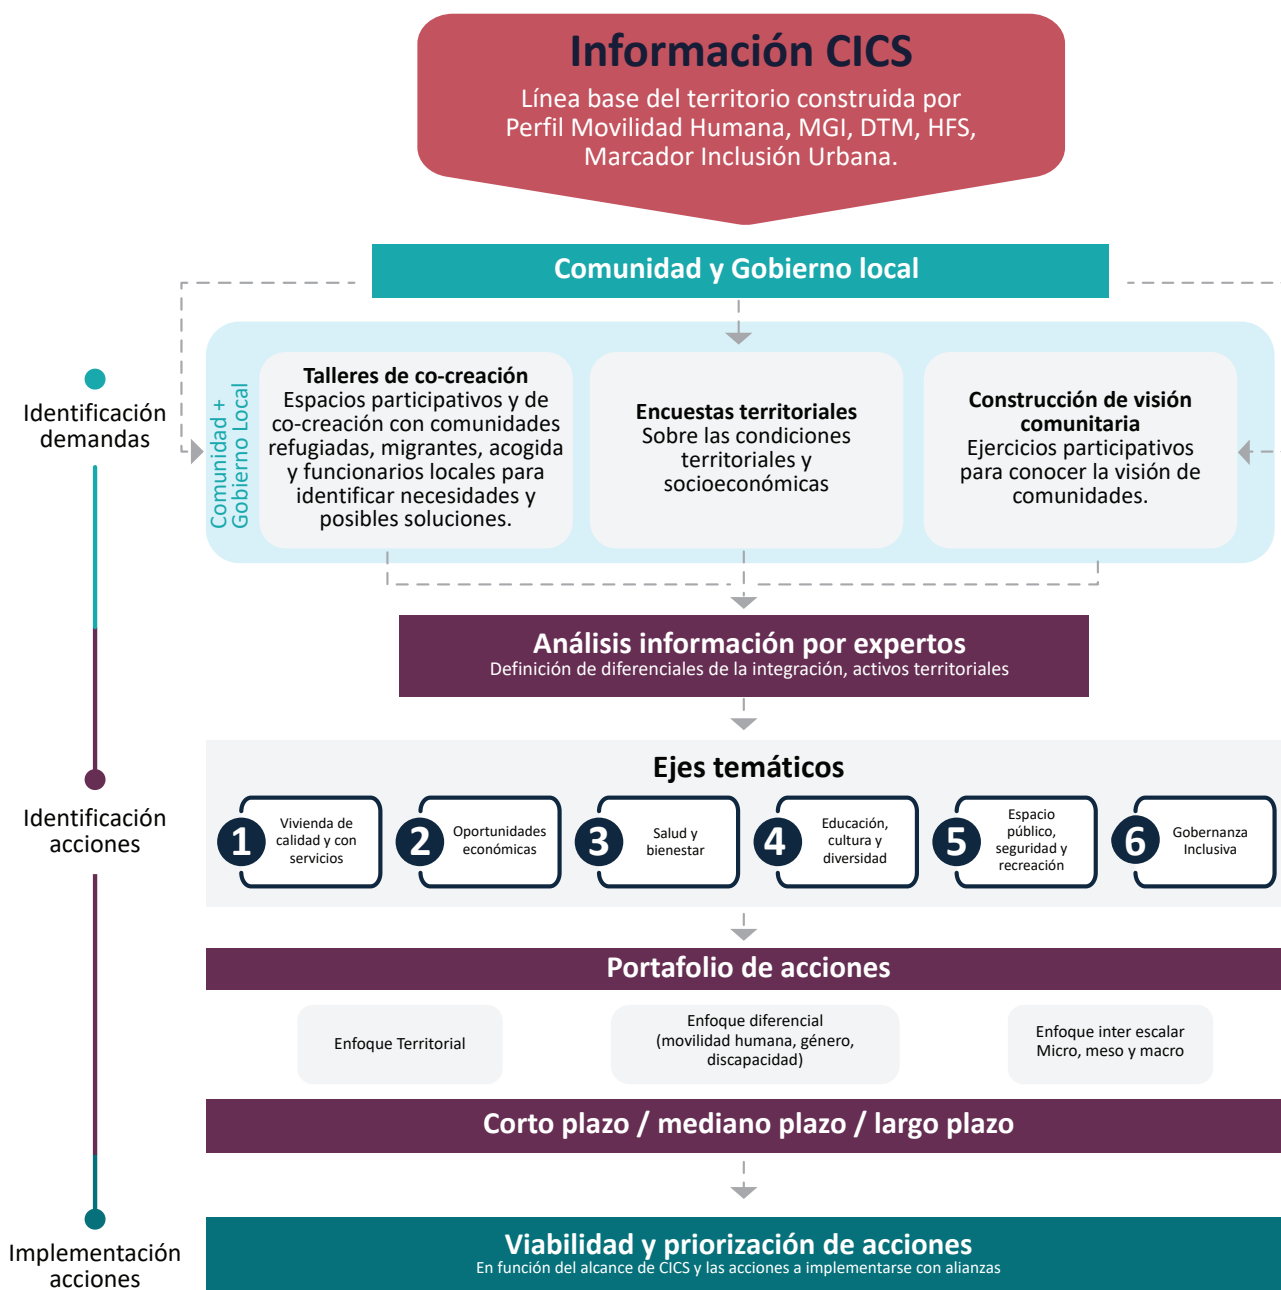 Información CICS
Línea base del territorio construida por
Perfil Movilidad Humana, MGI, DTM, HFS,
Marcador Inclusión Urbana.
Comunidad y Gobierno local
Identificación
demandas
Comunidad +
Gobierno Local
Talleres de co-creación
Espacios participativos y de
co-creación con comunidades
refugiadas, migrantes, acogida
y funcionarios locales para
identificar necesidades y
posibles soluciones.
Encuestas territoriales
Sobre las condiciones
territoriales y
socioeconómicas
Construcción de visión
comunitaria
Ejercicios participativos
para conocer la visión de
comunidades.
Análisis información por expertos
Definición de diferenciales de la integración, activos territoriales
Identificación
acciones
Ejes temáticos
1
Vivienda de
calidad y con
servicios
2
Oportunidades
económicas
3
Salud y
bienestar
4
Educación,
cultura y
diversidad
5
Espacio
público,
seguridad y
recreación
6
Gobernanza
Inclusiva
Portafolio de acciones
Enfoque Territorial
Enfoque diferencial
(movilidad humana, género,
discapacidad)
Enfoque inter escalar
Micro, meso y macro
Corto plazo / mediano plazo / largo plazo
Implementación
acciones
Viabilidad y priorización de acciones
En función del alcance de CICS y las acciones a implementarse con alianzas